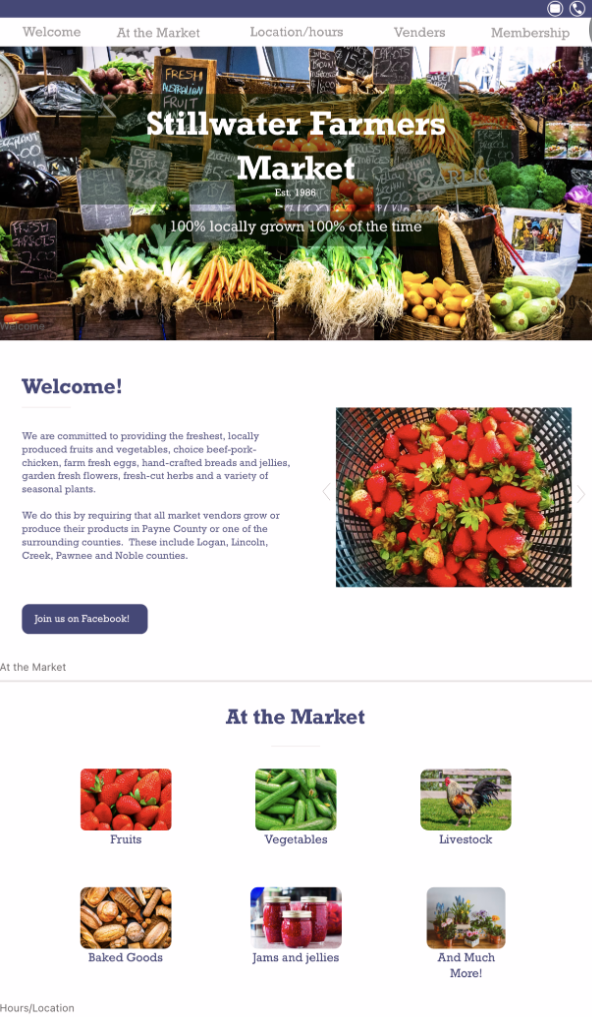 Welcome
At the Market
Location/hours
Venders
Membership
FRESH
AUSTRALIAN
FRUIT
Stillwater Farmers
Market
Est. 1986
GARLIC
100% locally grown 100% of the time
FRESH
CARROTS
Welcome
Welcome!
We are committed to providing the freshest, locally
produced fruits and vegetables, choice beef-pork-
chicken, farm fresh eggs, hand-crafted breads and jellies,
garden fresh flowers, fresh-cut herbs and a variety of
seasonal plants.
We do this by requiring that all market vendors grow or
produce their products in Payne County or one of the
surrounding counties. These include Logan, Lincoln,
Creek, Pawnee and Noble counties.
Join us on Facebook!
At the Market
At the Market
Fruits
Vegetables
Livestock
Baked Goods
Jams and jellies
And Much
More!
Hours/Location